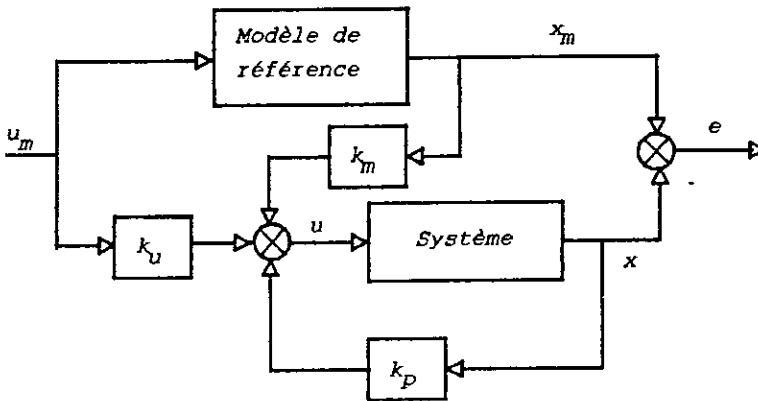 Modèle de
référence
x_m
u_m
e
k_m
k_u
u
Système
x
k_p